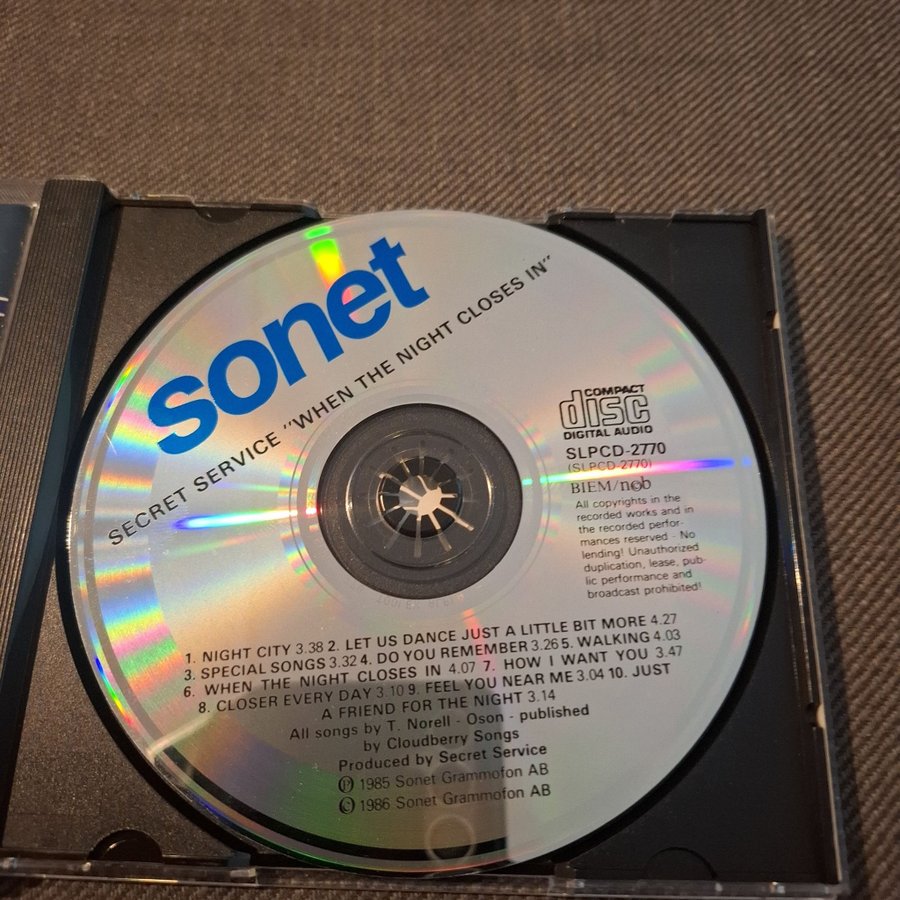 sonet
SECRET SERVICE "WHEN THE NIGHT CLOSES IN"
COMPACT
disc
DIGITAL AUDIO
SLPCD-2770
(SLPCD-2770)
BIEM/ncb
All copyrights in the
recorded works and in
the recorded perfor-
mances reserved - No
lending! Unauthorized
duplication, lease, pub-
lic performance and
broadcast prohibited!
1. NIGHT CITY 3.38 2. LET US DANCE JUST A LITTLE BIT MORE 4.27
3. SPECIAL SONGS 3.32 4. DO YOU REMEMBER 3.26 5. WALKING 4.03
6. WHEN THE NIGHT CLOSES IN 4.07 7. HOW I WANT YOU 3.47
8. CLOSER EVERY DAY 3.10 9. FEEL YOU NEAR ME 3.04 10. JUST
A FRIEND FOR THE NIGHT 3.14
All songs by T. Norell - Oson - published
by Cloudberry Songs
Produced by Secret Service
℗ 1985 Sonet Grammofon AB
© 1986 Sonet Grammofon AB